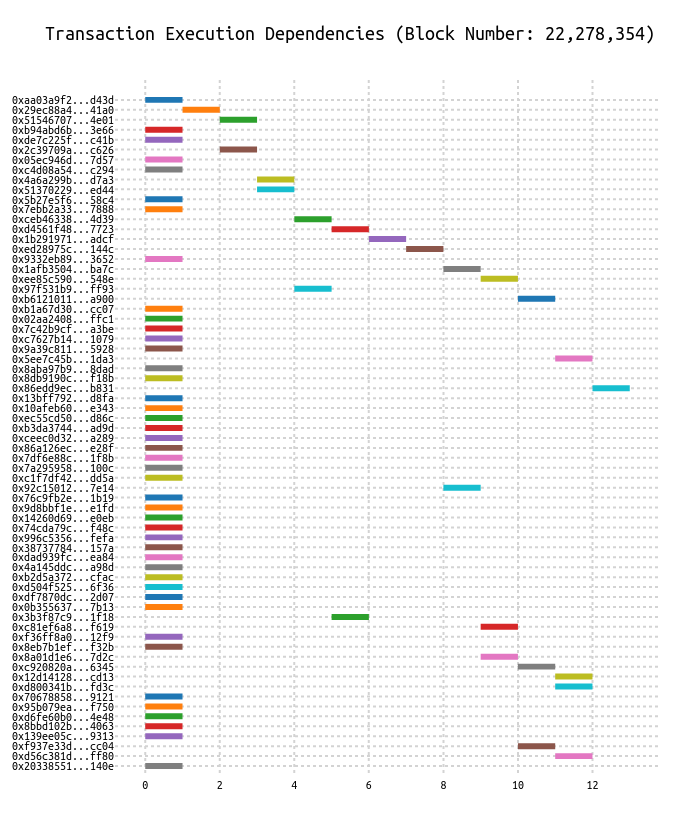 Transaction Execution Dependencies (Block Number: 22,278,354)
0xaa03a9f2...d43d
0x29ec88a4...41a0
0x51546707...4e01
0xb94abd6b...3e66
0xde7c225f...c41b
0x2c39709a...c626
0x05ec946d...7d57
0xc4d08a54...c294
0x4a6a299b...d7a3
0x51370229...ed44
0x5b27e5f6...58c4
0x7ebb2a33...7888
0xceb46338...4d39
0xd4561f48...7723
0x1b291971...adcf
0xed28975c...144c
0x9332eb89...3652
0x1afb3504...ba7c
0xee85c590...548e
0x97f531b9...ff93
0xb6121011...a900
0xb1a67d30...cc07
0x02aa2408...ffc1
0x7c42b9cf...a3be
0xc7627b14...1079
0x9a39c811...5928
0x5ee7c45b...1da3
0x8aba97b9...8dad
0x8db9190c...f18b
0x86edd9ec...b831
0x13bff792...d8fa
0x10afeb60...e343
0xec55cd50...d86c
0xb3da3744...ad9d
0xceec0d32...a289
0x86a126ec...e28f
0x7df6e88c...1f8b
0x7a295958...100c
0xc1f7df42...dd5a
0x92c15012...7e14
0x76c9fb2e...1b19
0x9d8bbf1e...e1fd
0x14260d69...e0eb
0x74cda79c...f48c
0x996c5356...fefa
0x38737784...157a
0xdad939fc...ea84
0x4a145ddc...a98d
0xb2d5a372...cfac
0xd504f525...6f36
0xdf7870dc...2d07
0x0b355637...7b13
0x3b3f87c9...1f18
0xc81ef6a8...f619
0xf36ff8a0...12f9
0x8eb7b1ef...f32b
0x8a01d1e6...7d2c
0xc920820a...6345
0x12d14128...cd13
0xd800341b...fd3c
0x70678858...9121
0x95b079ea...f750
0xd6fe60b0...4e48
0x8bbd102b...4063
0x139ee05c...9313
0xf937e33d...cc04
0xd56c381d...ff80
0x20338551...140e
0 2 4 6 8 10 12